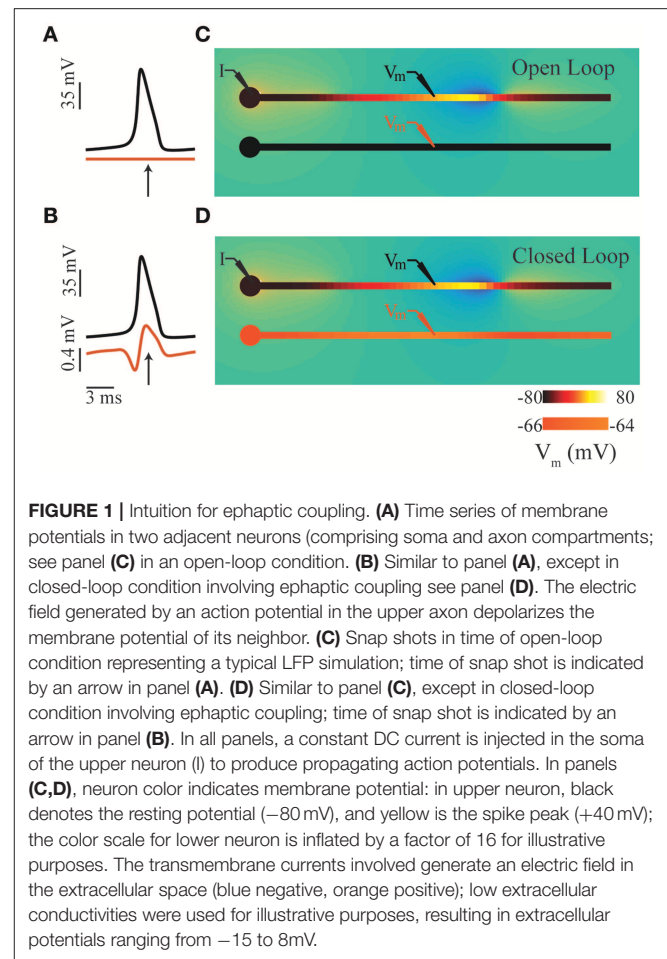 A
C
35 mV
I
V_m
Open Loop
V_m
B
D
35 mV
0.4 mV
3 ms
I
V_m
Closed Loop
V_m
-80 80
-66 -64
V_m (mV)
FIGURE 1 | Intuition for ephaptic coupling. (A) Time series of membrane
potentials in two adjacent neurons (comprising soma and axon compartments;
see panel (C) in an open-loop condition. (B) Similar to panel (A), except in
closed-loop condition involving ephaptic coupling see panel (D). The electric
field generated by an action potential in the upper axon depolarizes the
membrane potential of its neighbor. (C) Snap shots in time of open-loop
condition representing a typical LFP simulation; time of snap shot is indicated
by an arrow in panel (A). (D) Similar to panel (C), except in closed-loop
condition involving ephaptic coupling; time of snap shot is indicated by an
arrow in panel (B). In all panels, a constant DC current is injected in the soma
of the upper neuron (I) to produce propagating action potentials. In panels
(C,D), neuron color indicates membrane potential: in upper neuron, black
denotes the resting potential (−80 mV), and yellow is the spike peak (+40 mV);
the color scale for lower neuron is inflated by a factor of 16 for illustrative
purposes. The transmembrane currents involved generate an electric field in
the extracellular space (blue negative, orange positive); low extracellular
conductivities were used for illustrative purposes, resulting in extracellular
potentials ranging from −15 to 8mV.